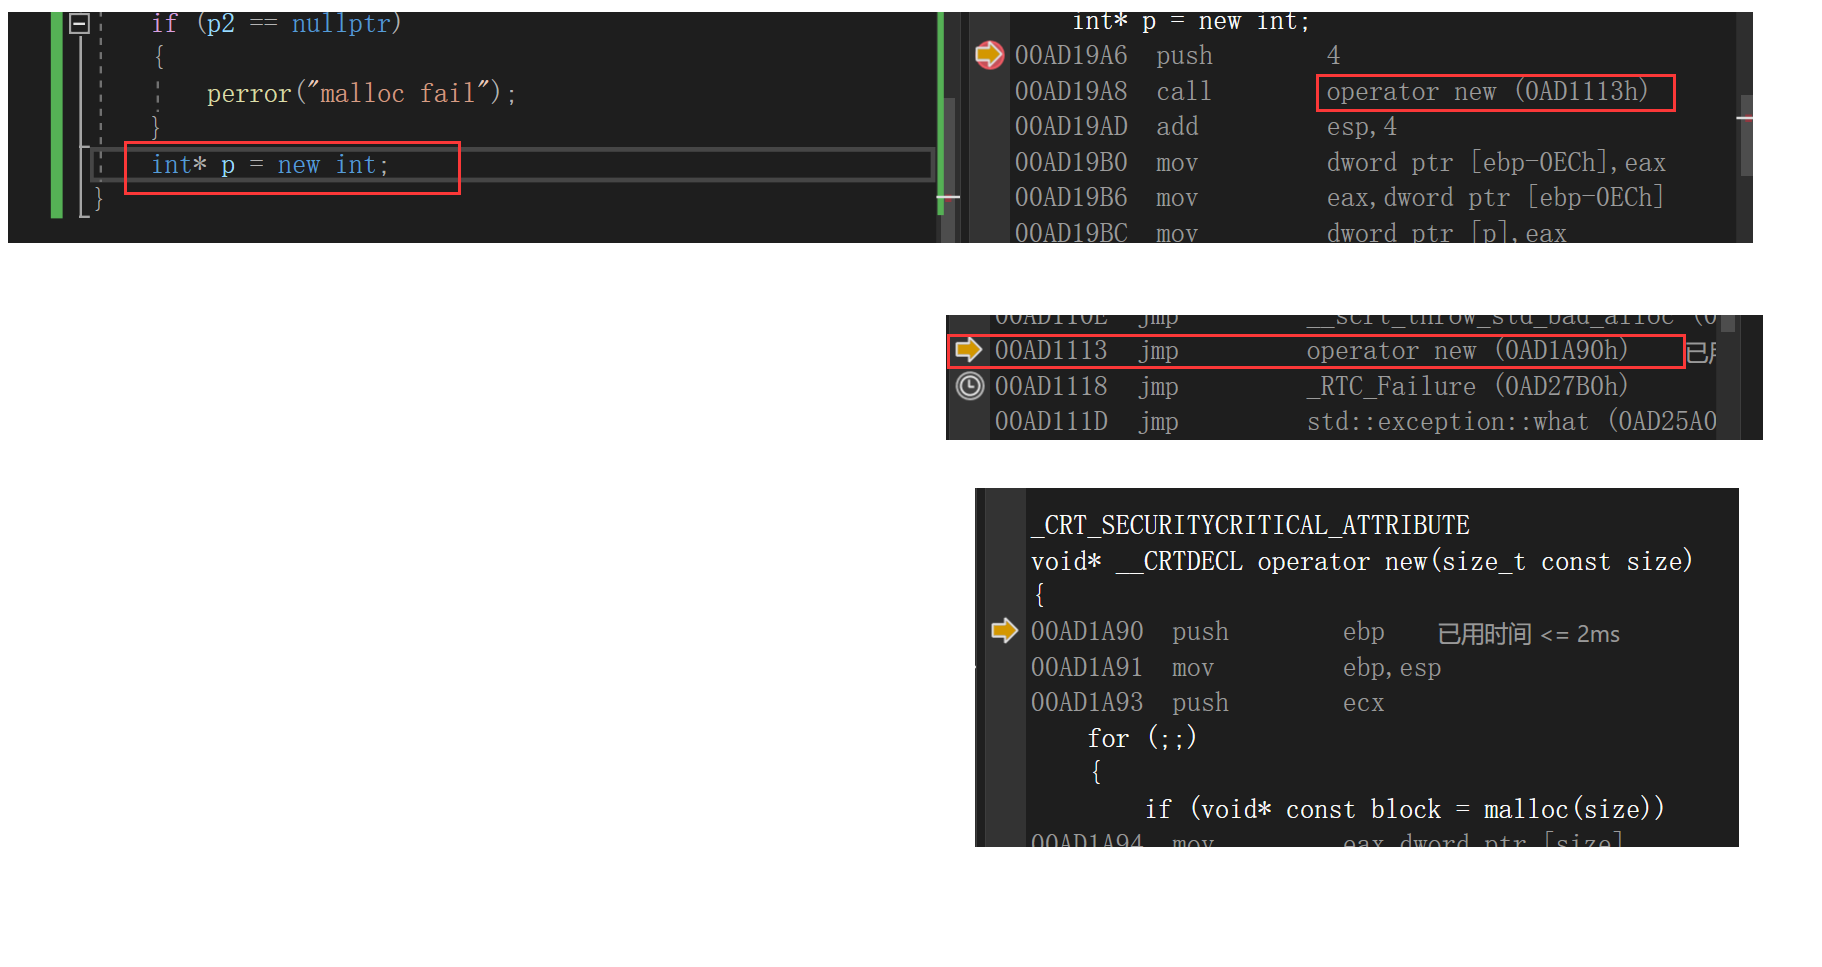 if (p2 == nullptr)
{
perror("malloc fail");
}
int* p = new int;
}
int* p = new int;
00AD19A6 push 4
00AD19A8 call operator new (0AD1113h)
00AD19AD add esp,4
00AD19B0 mov dword ptr [ebp-0ECh],eax
00AD19B6 mov eax,dword ptr [ebp-0ECh]
00AD19BC mov dword ptr [p],eax
00AD110E jmp __scrt_throw_std_bad_alloc (0
00AD1113 jmp operator new (0AD1A90h) 已用
00AD1118 jmp _RTC_Failure (0AD27B0h)
00AD111D jmp std::exception::what (0AD25A0
_CRT_SECURITYCRITICAL_ATTRIBUTE
void* __CRTDECL operator new(size_t const size)
{
00AD1A90 push ebp 已用时间 <= 2ms
00AD1A91 mov ebp,esp
00AD1A93 push ecx
for (;;)
{
if (void* const block = malloc(size))
00AD1A94 mov eax,dword ptr [size]